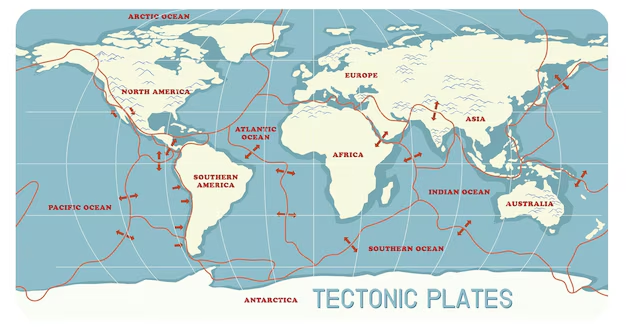 ARCTIC OCEAN
EUROPE
NORTH AMERICA
ASIA
ATLANTIC
OCEAN
AFRICA
SOUTHERN
AMERICA
INDIAN OCEAN
PACIFIC OCEAN
AUSTRALIA
SOUTHERN OCEAN
ANTARCTICA
TECTONIC PLATES